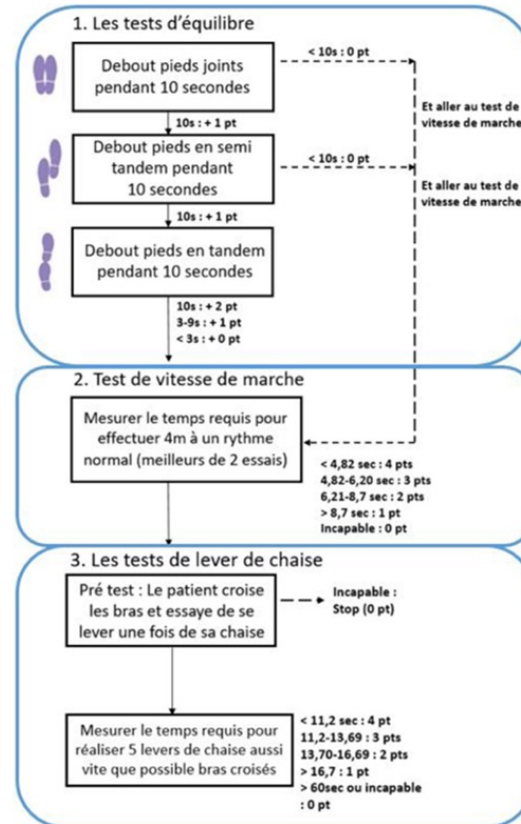 1. Les tests d'équilibre
Debout pieds joints
pendant 10 secondes
< 10s : 0 pt
Et aller au test de
vitesse de marche
10s : + 1 pt
Debout pieds en semi
tandem pendant
10 secondes
<10s : 0 pt
Et aller au test de
vitesse de marche
10s : +1 pt
Debout pieds en tandem
pendant 10 secondes
10s : + 2 pt
3-9s : + 1 pt
< 3s : + 0 pt
2. Test de vitesse de marche
Mesurer le temps requis pour
effectuer 4m à un rythme
normal (meilleurs de 2 essais)
< 4,82 sec : 4 pts
4,82-6,20 sec : 3 pts
6,21-8,7 sec : 2 pts
> 8,7 sec : 1 pt
Incapable : 0 pt
3. Les tests de lever de chaise
Pré test : Le patient croise
les bras et essaye de se
lever une fois de sa chaise
Incapable :
Stop (0 pt)
Mesurer le temps requis pour
réaliser 5 levers de chaise aussi
vite que possible bras croisés
< 11,2 sec : 4 pt
11,2-13,69 : 3 pts
13,70-16,69 : 2 pts
> 16,7 : 1 pt
> 60sec ou incapable
: 0 pt